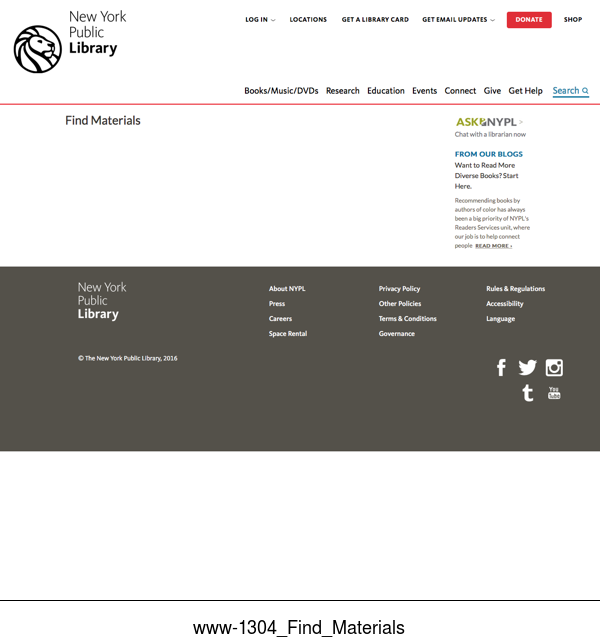 New York
Public
Library
LOG IN
LOCATIONS
GET A LIBRARY CARD
GET EMAIL UPDATES
DONATE
SHOP
Books/Music/DVDs
Research
Education
Events
Connect
Give
Get Help
Search
Find Materials
ASK NYPL >
Chat with a librarian now
FROM OUR BLOGS
Want to Read More
Diverse Books? Start
Here.
Recommending books by
authors of color has always
been a big priority of NYPL's
Readers Services unit, where
our job is to help connect
people READ MORE ›
New York
Public
Library
About NYPL
Press
Careers
Space Rental
Privacy Policy
Other Policies
Terms & Conditions
Governance
Rules & Regulations
Accessibility
Language
© The New York Public Library, 2016
You
Tube
www-1304_Find_Materials